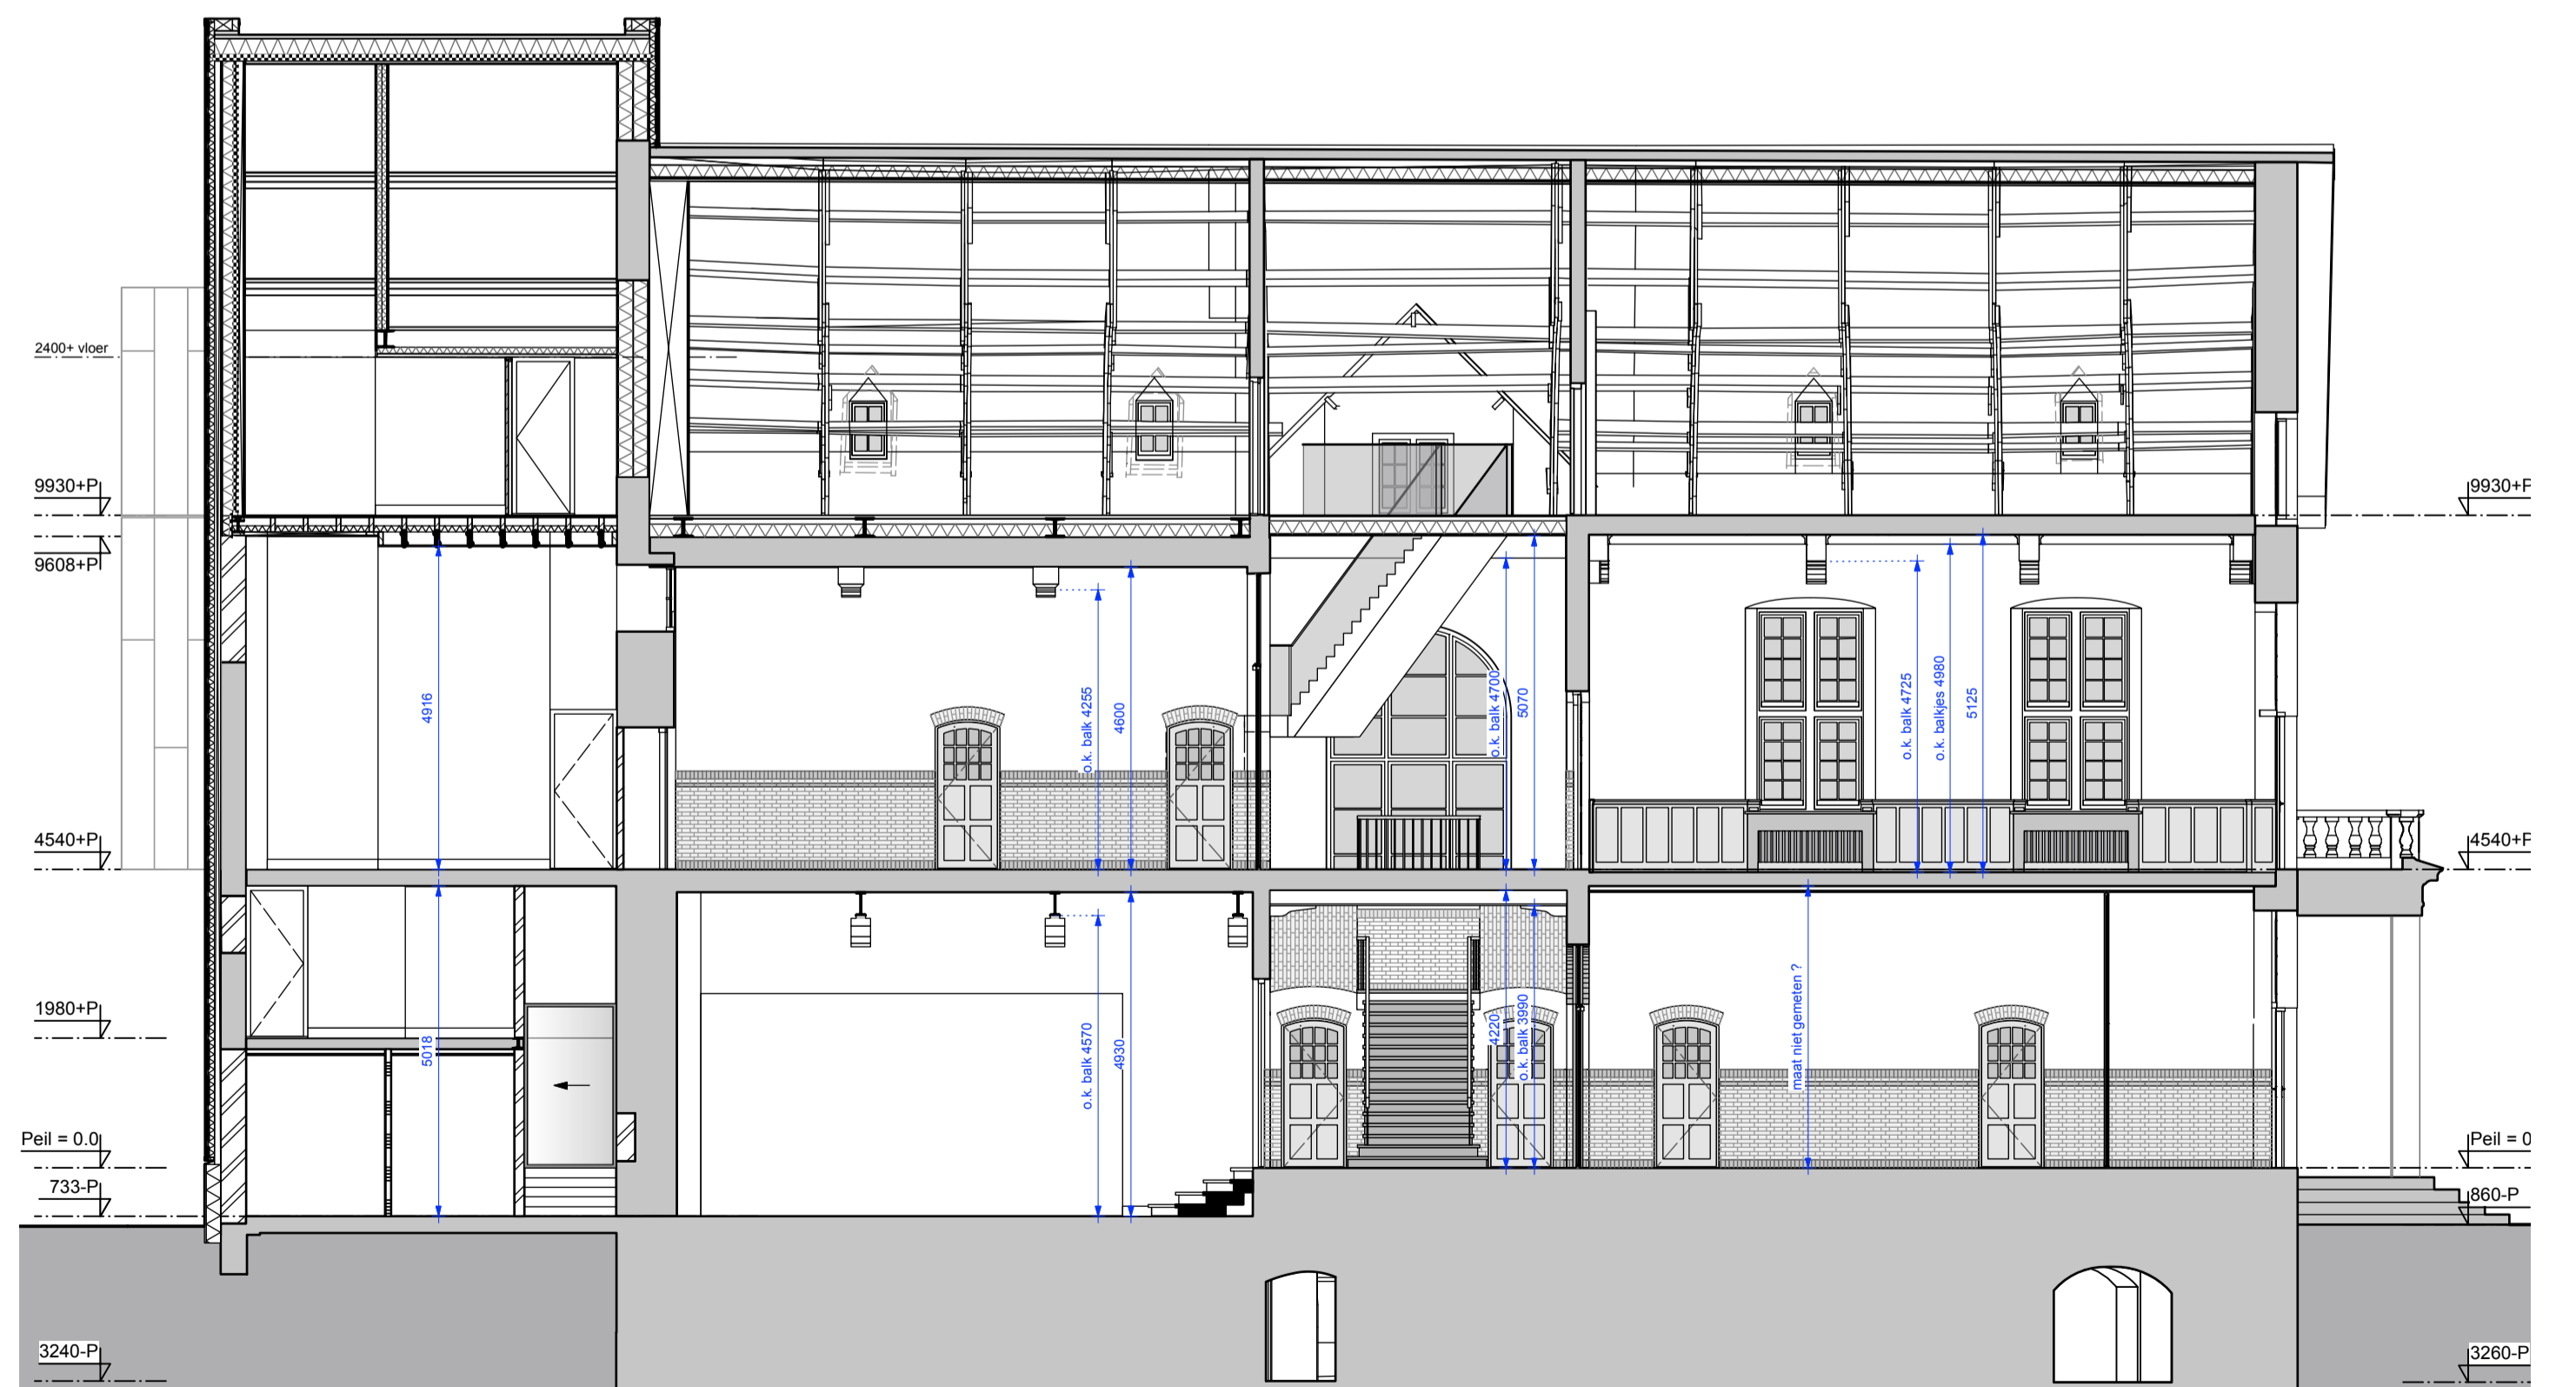 2400+ vloer
9930+P
9930+P
9608+P
4916
o.k. balk 4255
4600
o.k. balk 4700
5070
o.k. balk 4725
o.k. balkjes 4980
5125
4540+P
4540+P
1980+P
5018
o.k. balk 4570
4930
4220
o.k. balk 3990
maat niet gemeten ?
Peil = 0.0
Peil = 0
733-P
860-P
3240-P
3260-P